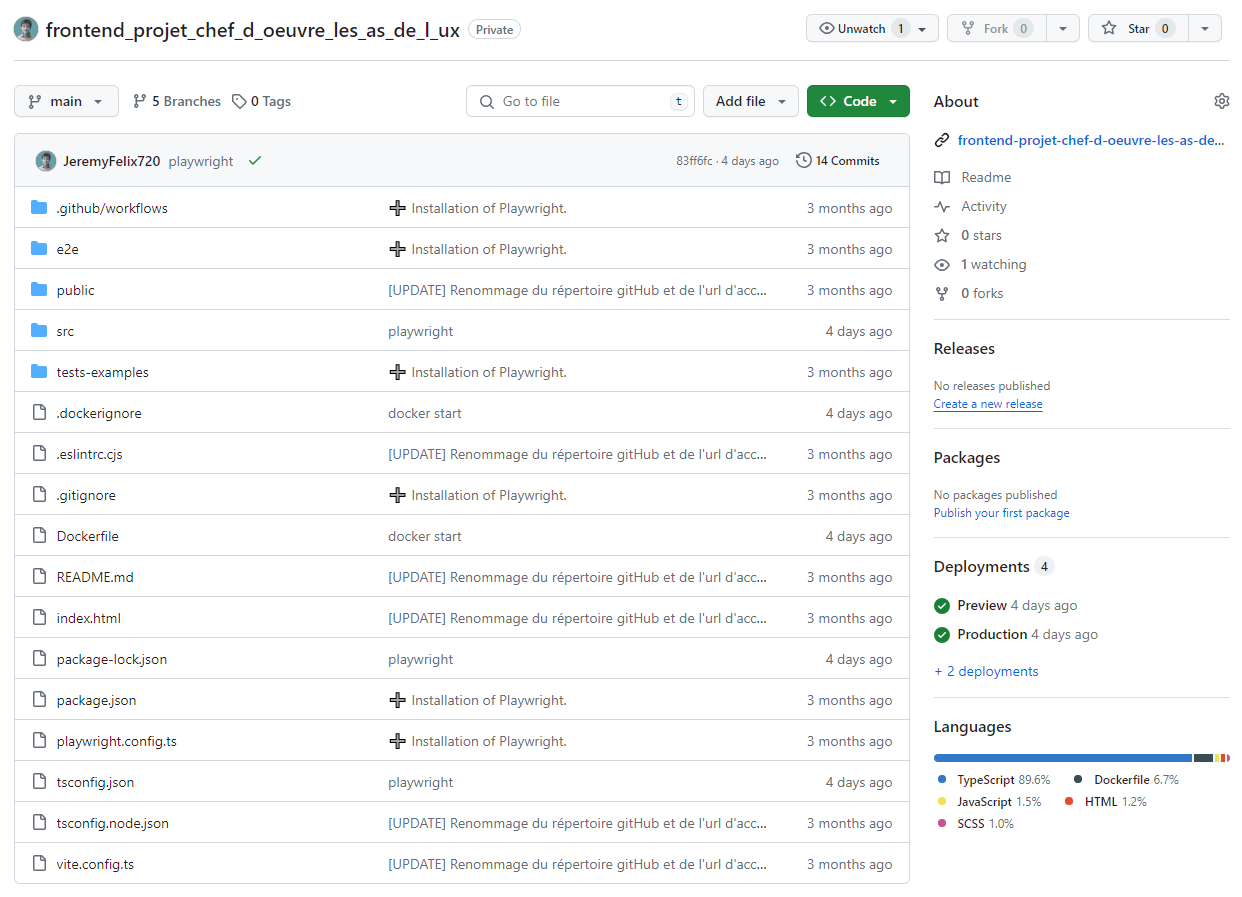 frontend_projet_chef_d_oeuvre_les_as_de_l_ux Private Unwatch 1 Fork 0 Star 0
main 5 Branches 0 Tags Go to file t Add file Code
JeremyFelix720 playwright 83ff6fc · 4 days ago 14 Commits
.github/workflows Installation of Playwright. 3 months ago
e2e Installation of Playwright. 3 months ago
public [UPDATE] Renommage du répertoire gitHub et de l'url d'acc... 3 months ago
src playwright 4 days ago
tests-examples Installation of Playwright. 3 months ago
.dockerignore docker start 4 days ago
.eslintrc.cjs [UPDATE] Renommage du répertoire gitHub et de l'url d'acc... 3 months ago
.gitignore Installation of Playwright. 3 months ago
Dockerfile docker start 4 days ago
README.md [UPDATE] Renommage du répertoire gitHub et de l'url d'acc... 3 months ago
index.html [UPDATE] Renommage du répertoire gitHub et de l'url d'acc... 3 months ago
package-lock.json playwright 4 days ago
package.json Installation of Playwright. 3 months ago
playwright.config.ts Installation of Playwright. 3 months ago
tsconfig.json playwright 4 days ago
tsconfig.node.json [UPDATE] Renommage du répertoire gitHub et de l'url d'acc... 3 months ago
vite.config.ts [UPDATE] Renommage du répertoire gitHub et de l'url d'acc... 3 months ago
About
frontend-projet-chef-d-oeuvre-les-as-de...
Readme
Activity
0 stars
1 watching
0 forks
Releases
No releases published
Create a new release
Packages
No packages published
Publish your first package
Deployments 4
Preview 4 days ago
Production 4 days ago
+ 2 deployments
Languages
TypeScript 89.6% Dockerfile 6.7%
JavaScript 1.5% HTML 1.2%
SCSS 1.0%